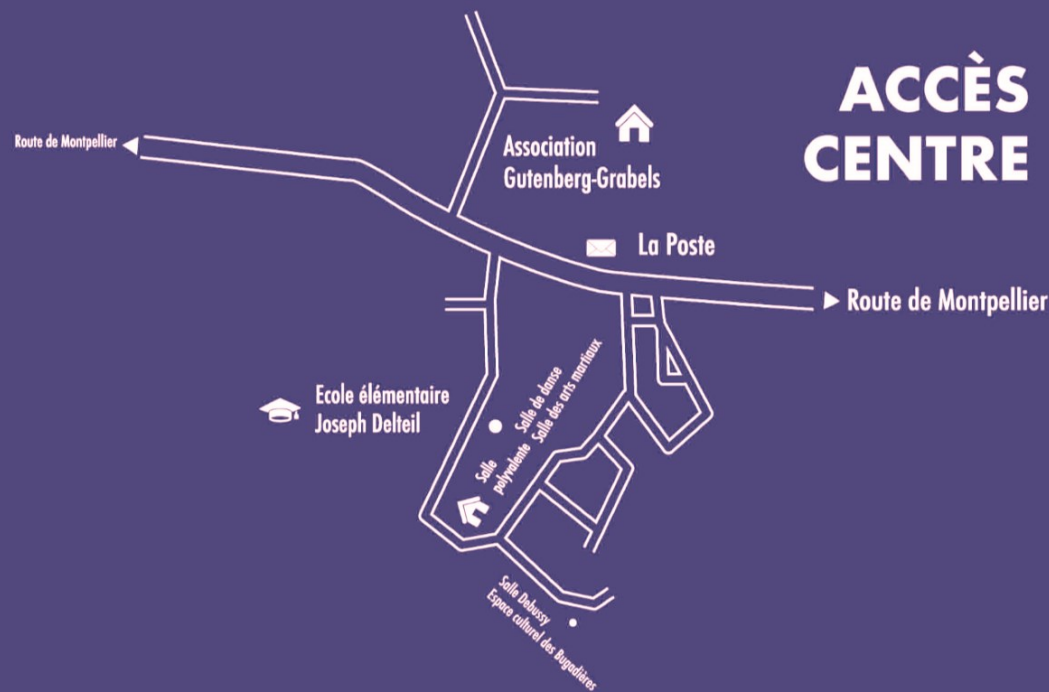 ACCÈS
CENTRE
Route de Montpellier
Association
Gutenberg-Grabels
La Poste
Route de Montpellier
Ecole élémentaire
Joseph Delteil
Salle de danse
Salle des arts martiaux
Salle
polyvalente
Salle Debussy
Espace culturel des Bugadières